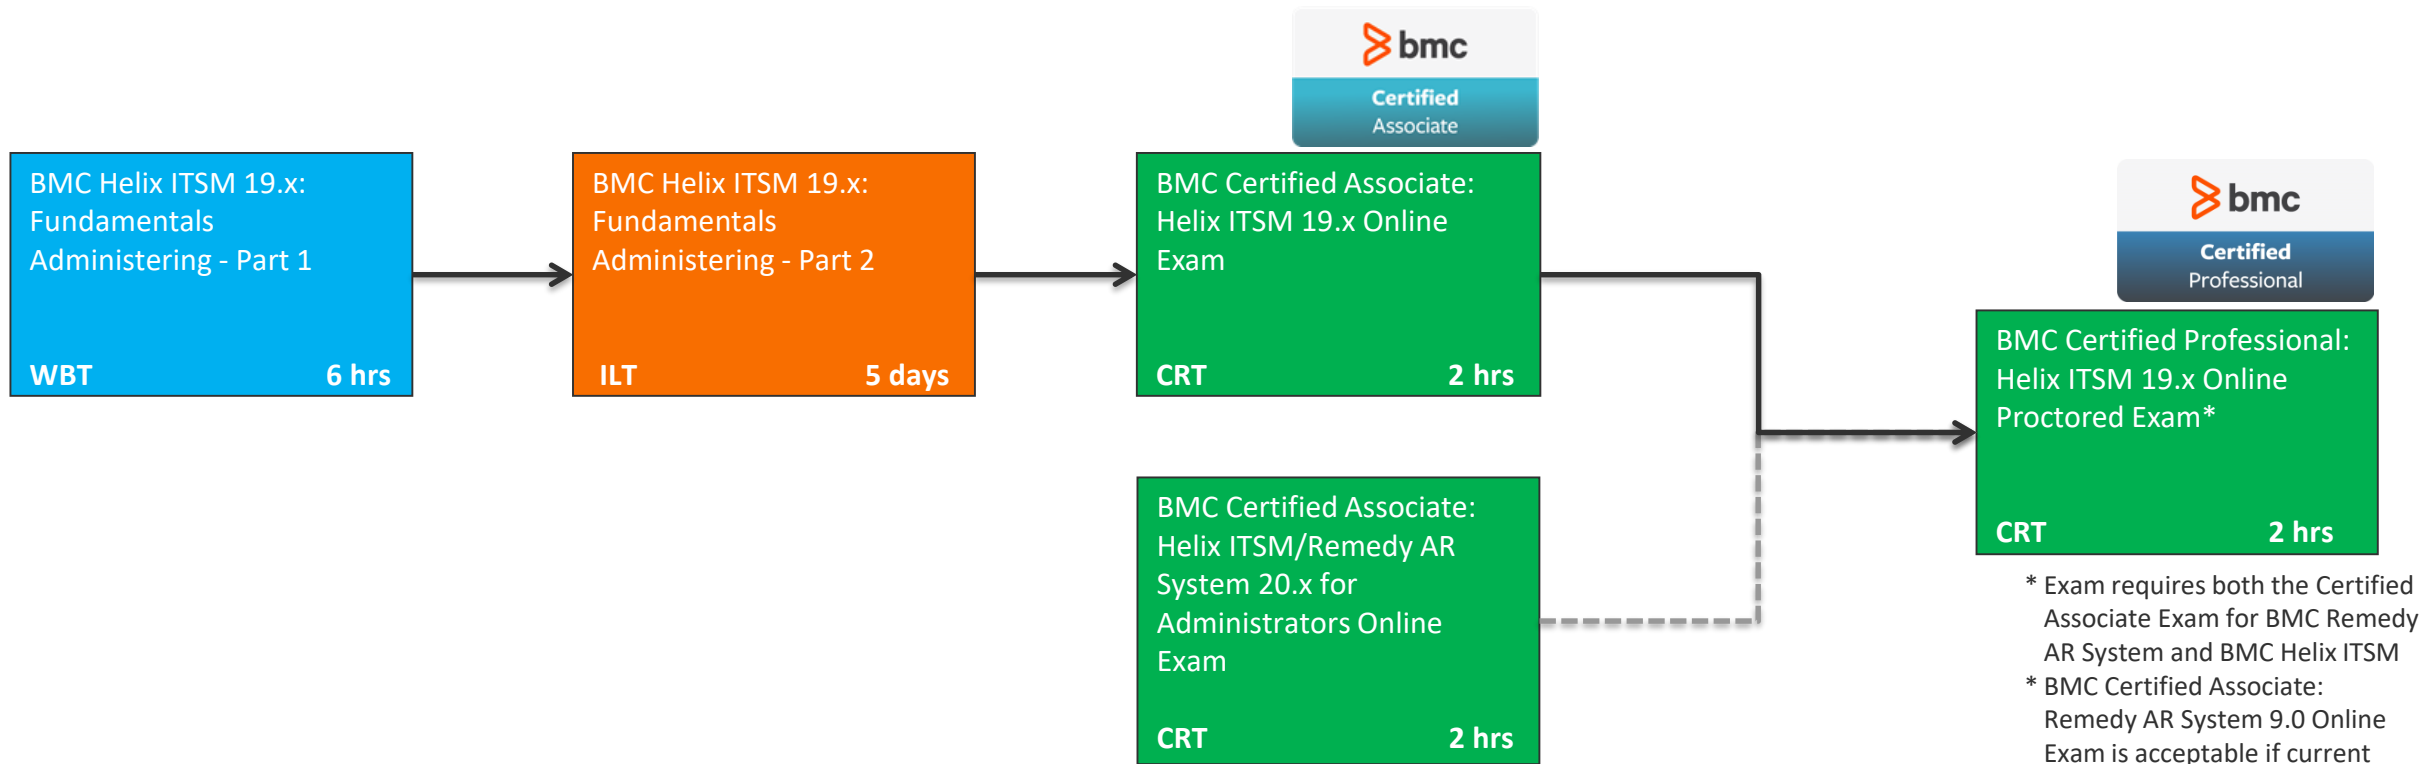 bmc
Certified
Associate
BMC Helix ITSM 19.x:
Fundamentals
Administering - Part 1
WBT 6 hrs
BMC Helix ITSM 19.x:
Fundamentals
Administering - Part 2
ILT 5 days
BMC Certified Associate:
Helix ITSM 19.x Online
Exam
CRT 2 hrs
bmc
Certified
Professional
BMC Certified Professional:
Helix ITSM 19.x Online
Proctored Exam*
CRT 2 hrs
BMC Certified Associate:
Helix ITSM/Remedy AR
System 20.x for
Administrators Online
Exam
CRT 2 hrs
* Exam requires both the Certified
Associate Exam for BMC Remedy
AR System and BMC Helix ITSM
* BMC Certified Associate:
Remedy AR System 9.0 Online
Exam is acceptable if current